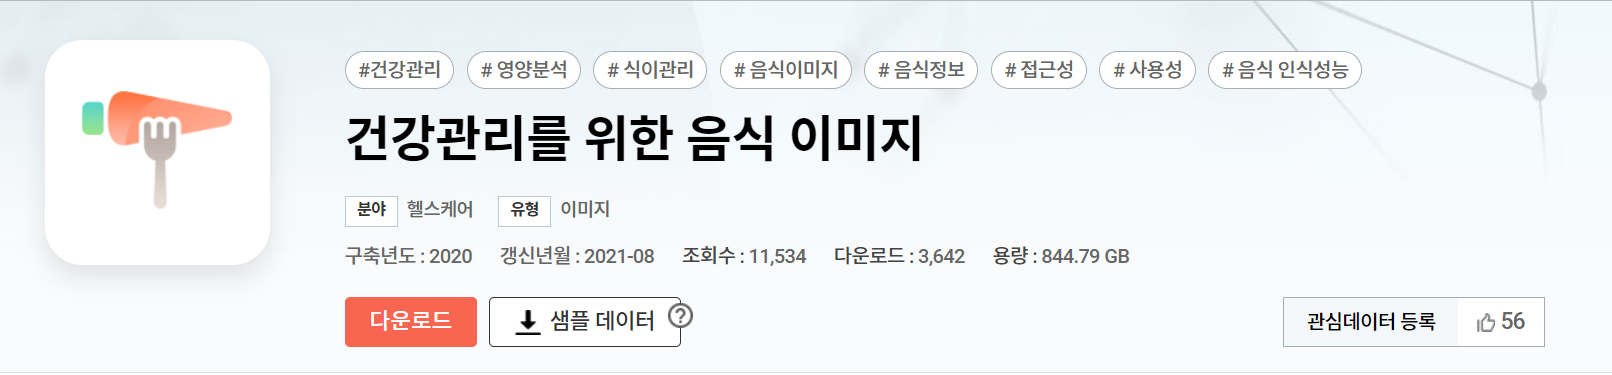 #건강관리 # 영양분석 # 식이관리 # 음식이미지 # 음식정보 # 접근성 # 사용성 # 음식 인식성능
건강관리를 위한 음식 이미지
분야 헬스케어 유형 이미지
구축년도 : 2020 갱신년월 : 2021-08 조회수 : 11,534 다운로드 : 3,642 용량 : 844.79 GB
다운로드 샘플 데이터 ? 관심데이터 등록 56